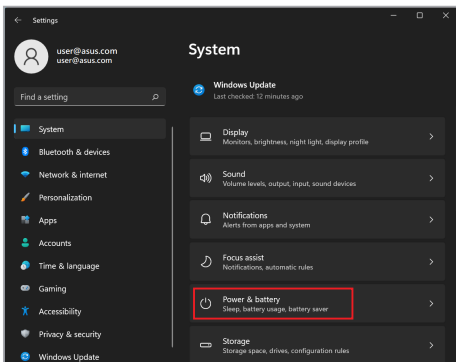 Settings
user@asus.com
user@asus.com
Find a setting
System
Bluetooth & devices
Network & internet
Personalization
Apps
Accounts
Time & language
Gaming
Accessibility
Privacy & security
Windows Update
System
Windows Update
Last checked: 12 minutes ago
Display
Monitors, brightness, night light, display profile
Sound
Volume levels, output, input, sound devices
Notifications
Alerts from apps and system
Focus assist
Notifications, automatic rules
Power & battery
Sleep, battery usage, battery saver
Storage
Storage space, drives, configuration rules